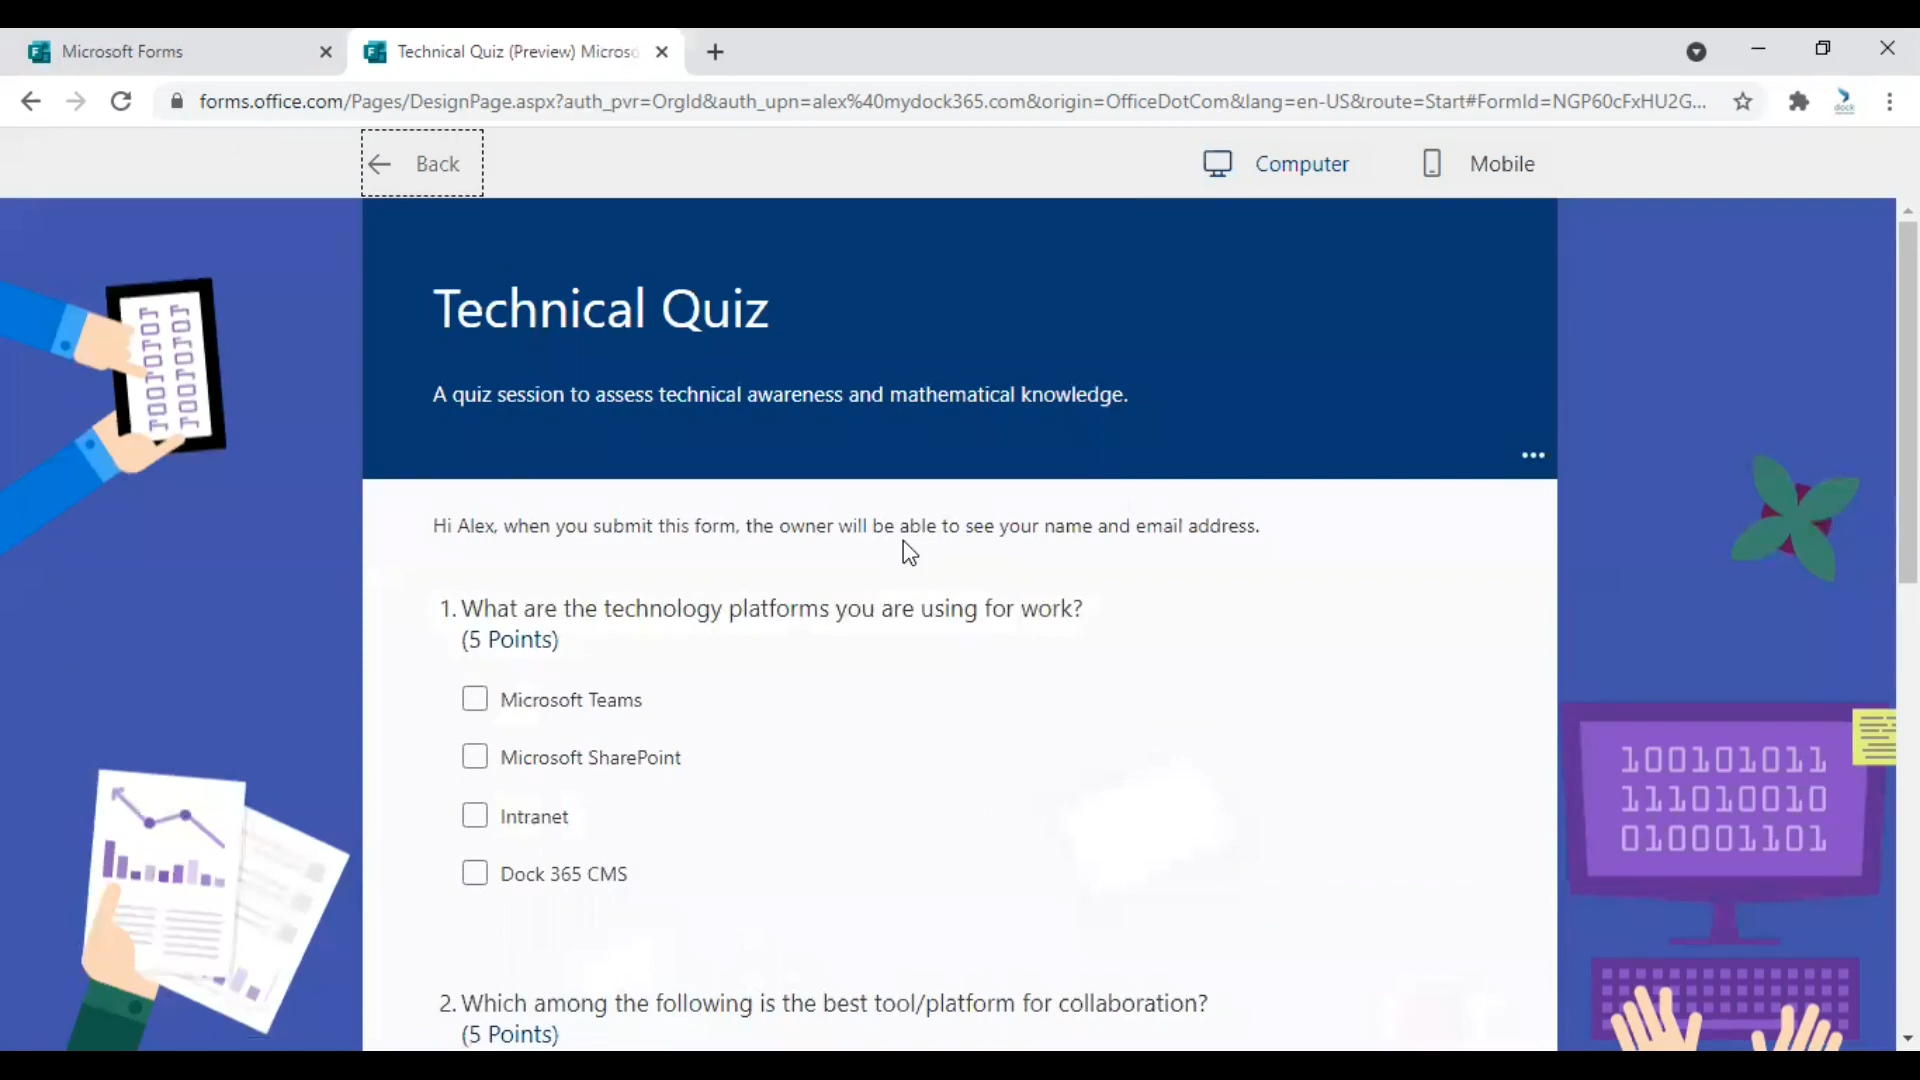 Microsoft Forms
Technical Quiz (Preview) Microso
forms.office.com/Pages/DesignPage.aspx?auth_pvr=OrgId&auth_upn=alex%40mydock365.com&origin=OfficeDotCom&lang=en-US&route=Start#FormId=NGP60cFxHU2G...
dock
Back
Computer
Mobile
Technical Quiz
A quiz session to assess technical awareness and mathematical knowledge.
Hi Alex, when you submit this form, the owner will be able to see your name and email address.
1. What are the technology platforms you are using for work?
(5 Points)
Microsoft Teams
Microsoft SharePoint
Intranet
Dock 365 CMS
100101011
111010010
010001101
2. Which among the following is the best tool/platform for collaboration?
(5 Points)